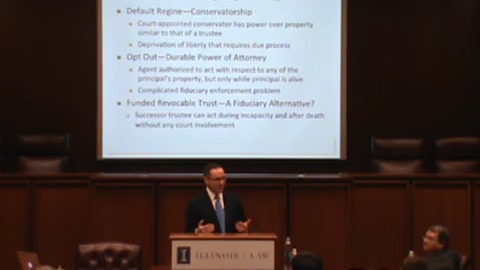 Default Regine—Conservatorship
Court-appointed conservator has power over property
similar to that of a trustee
Deprivation of liberty that requires due process
Opt Out—Durable Power of Attorney
Agent authorized to act with respect to any of the
principal's property, but only while principal is alive
Complicated fiduciary enforcement problem
Funded Revocable Trust—A Fiduciary Alternative?
Successor trustee can act during incapacity and after death
without any court involvement
I
ILLINOIS | LAW